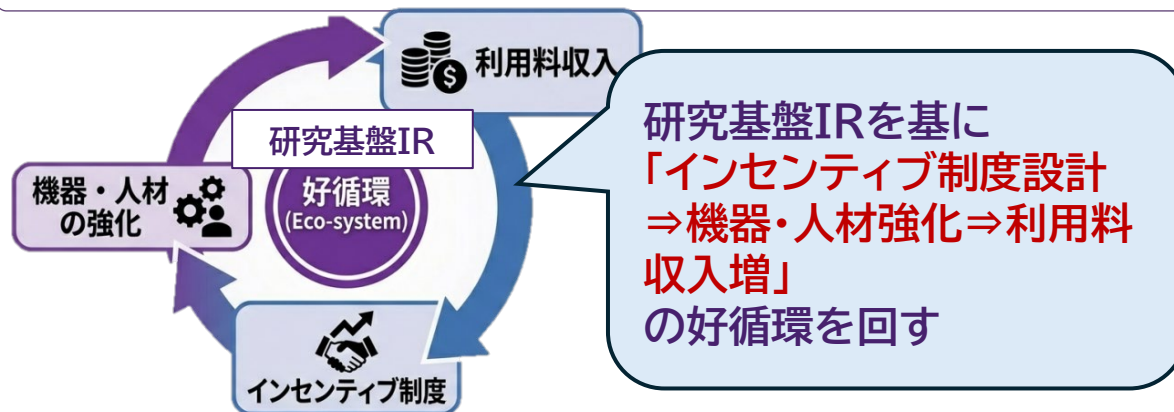 利用料収入
研究基盤IR
機器・人材
の強化
好循環
(Eco-system)
インセンティブ制度
研究基盤IRを基に
「インセンティブ制度設計
⇒機器・人材強化⇒利用料
収入増」
の好循環を回す